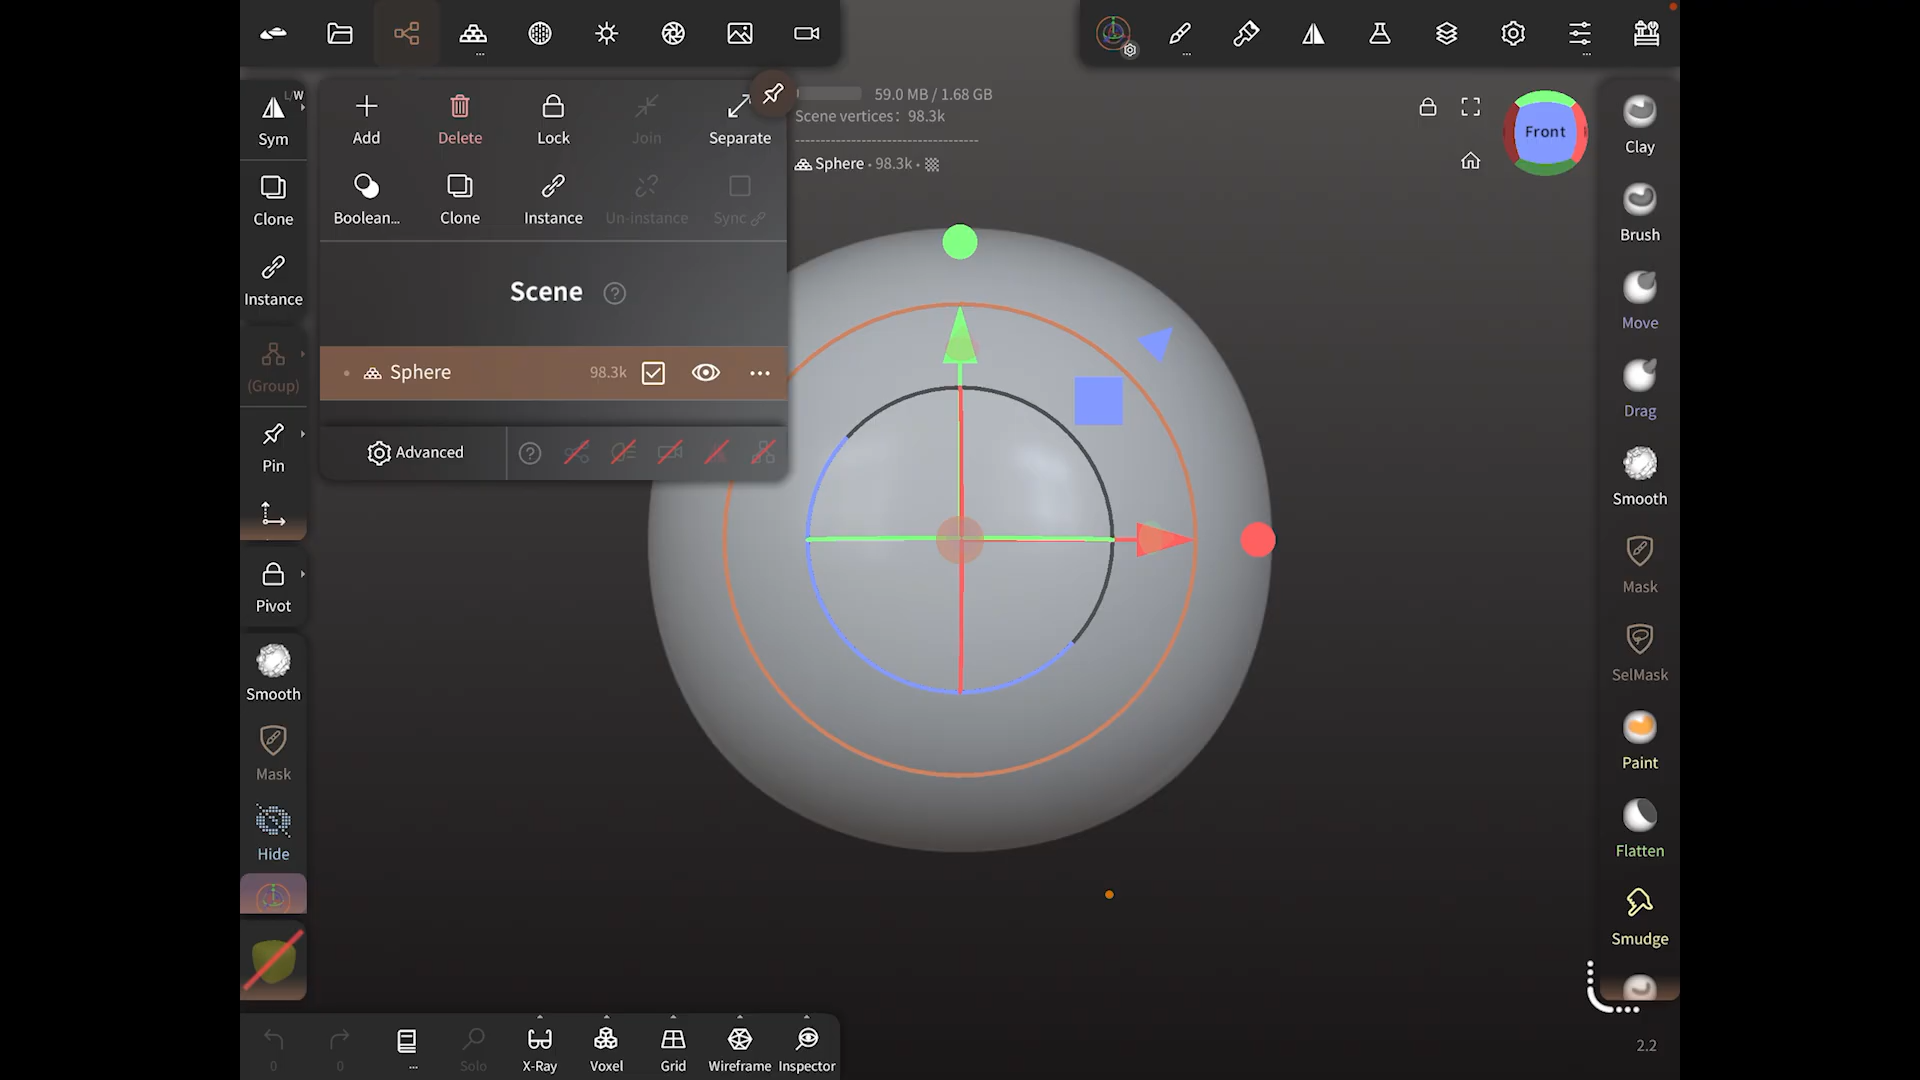 L/W
Sym
Clone
Instance
(Group)
Pin
Pivot
Smooth
Mask
Hide
Add
Delete
Lock
Join
Separate
Boolean...
Clone
Instance
Un-instance
Sync
Scene ?
Sphere 98.3k ...
Advanced ?
59.0 MB / 1.68 GB
Scene vertices: 98.3k
------------------------------------
Sphere • 98.3k •
Front
Clay
Brush
Move
Drag
Smooth
Mask
SelMask
Paint
Flatten
Smudge
0
0
...
Solo
X-Ray
Voxel
Grid
Wireframe
Inspector
2.2